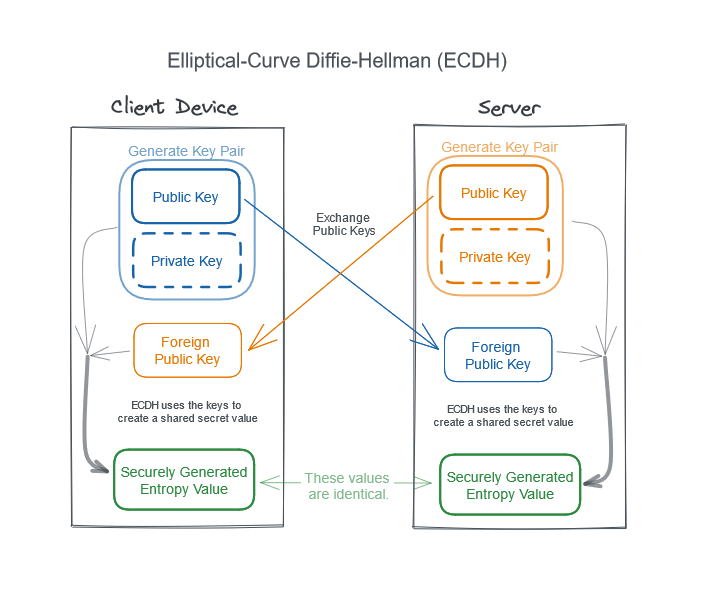 Elliptical-Curve Diffie-Hellman (ECDH)
Client Device
Server
Generate Key Pair
Public Key
Private Key
Generate Key Pair
Public Key
Private Key
Exchange
Public Keys
Foreign
Public Key
Foreign
Public Key
ECDH uses the keys to
create a shared secret value
ECDH uses the keys to
create a shared secret value
Securely Generated
Entropy Value
These values
are identical.
Securely Generated
Entropy Value